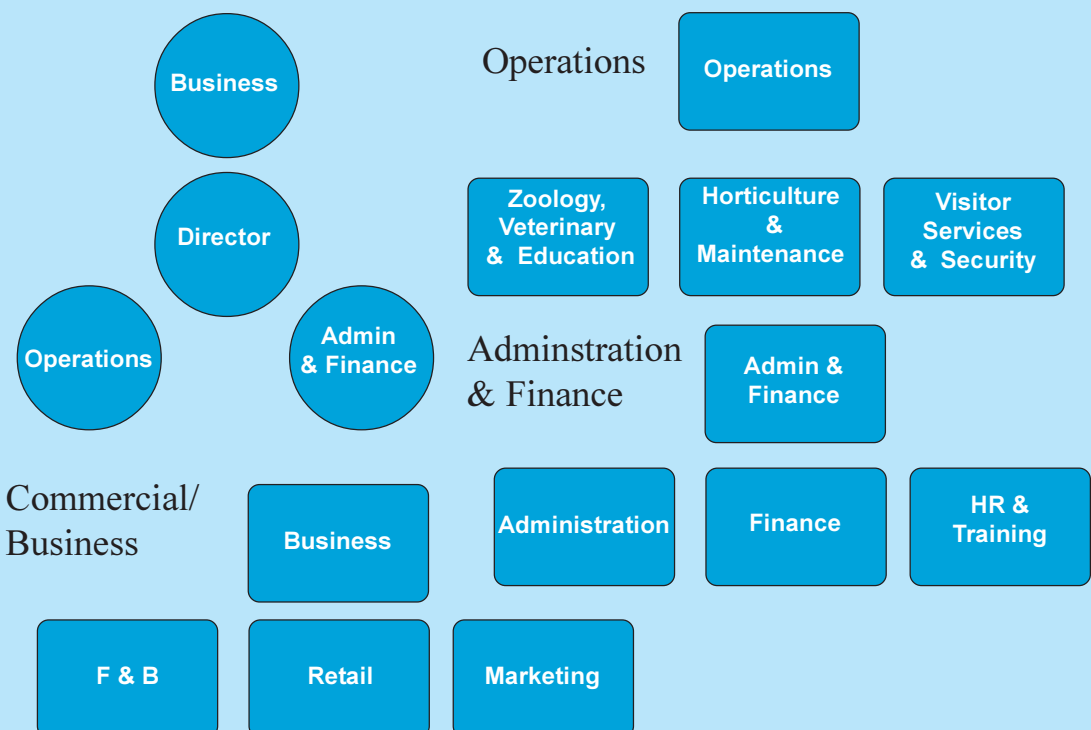 Business
Director
Operations
Admin
& Finance
Operations
Operations
Zoology,
Veterinary
& Education
Horticulture
&
Maintenance
Visitor
Services
& Security
Adminstration
& Finance
Admin &
Finance
Administration
Finance
HR &
Training
Commercial/
Business
Business
F & B
Retail
Marketing